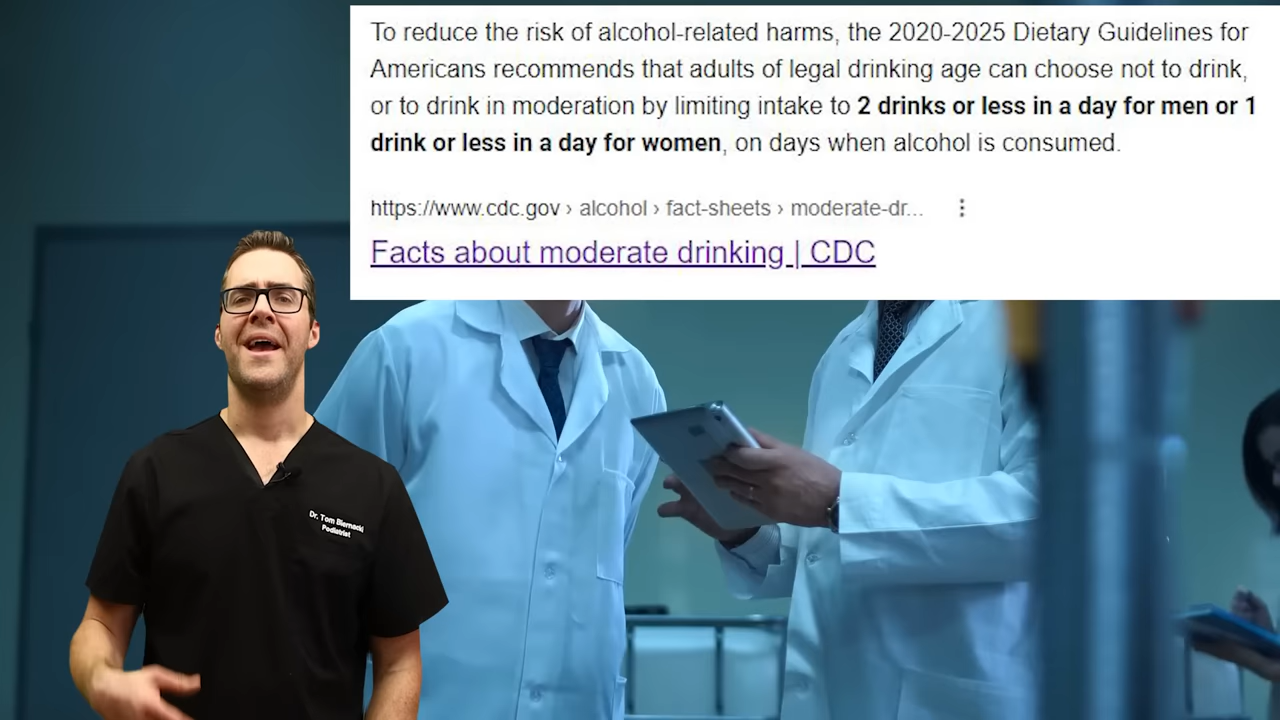 To reduce the risk of alcohol-related harms, the 2020-2025 Dietary Guidelines for
Americans recommends that adults of legal drinking age can choose not to drink,
or to drink in moderation by limiting intake to 2 drinks or less in a day for men or 1
drink or less in a day for women, on days when alcohol is consumed.
https://www.cdc.gov › alcohol › fact-sheets › moderate-dr...
Facts about moderate drinking | CDC
Dr. Tom Biernacki
Podiatrist